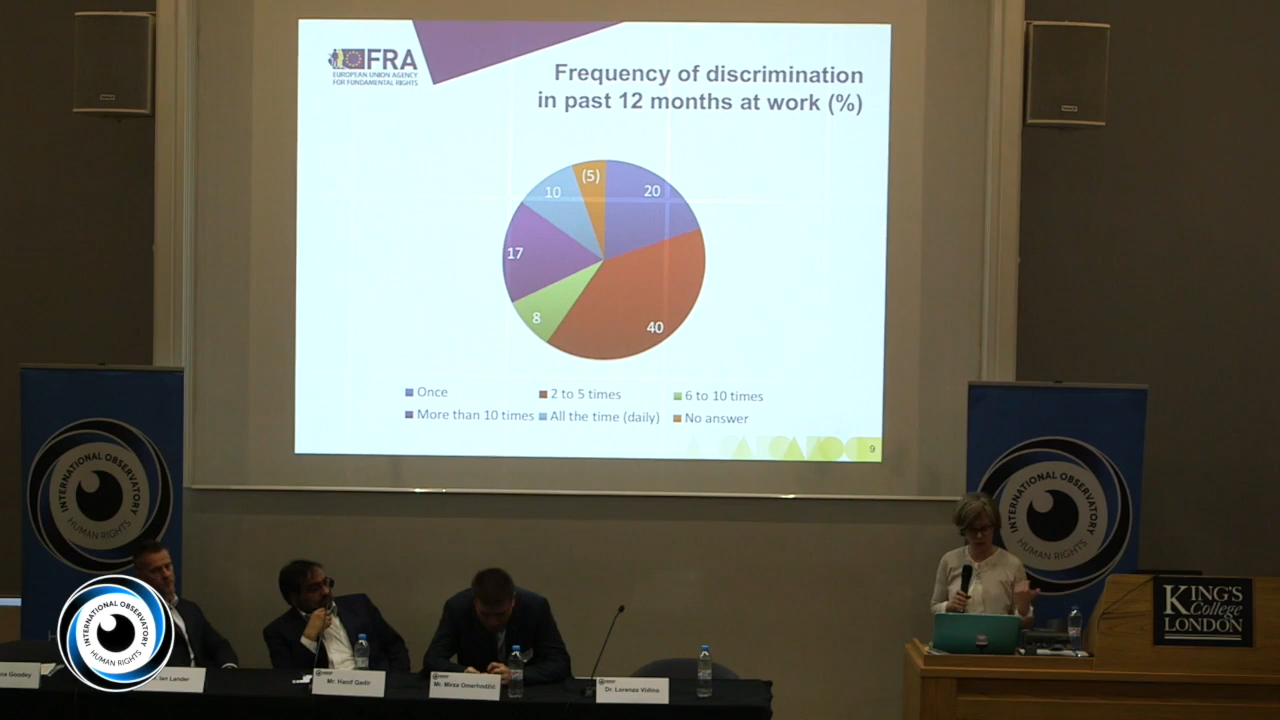 FRA
EUROPEAN UNION AGENCY
FOR FUNDAMENTAL RIGHTS
Frequency of discrimination
in past 12 months at work (%)
(5)
20
10
17
8
40
Once
2 to 5 times
6 to 10 times
More than 10 times
All the time (daily)
No answer
9
INTERNATIONAL OBSERVATORY
HUMAN RIGHTS
INTERNATIONAL OBSERVATORY
HUMAN RIGHTS
INTERNATIONAL OBSERVATORY
HUMAN RIGHTS
KING'S
College
LONDON
Goodey
Ian Lander
Mr. Hanif Qadir
Mr. Mirza Omerhodžić
Dr. Lorenzo Vidino